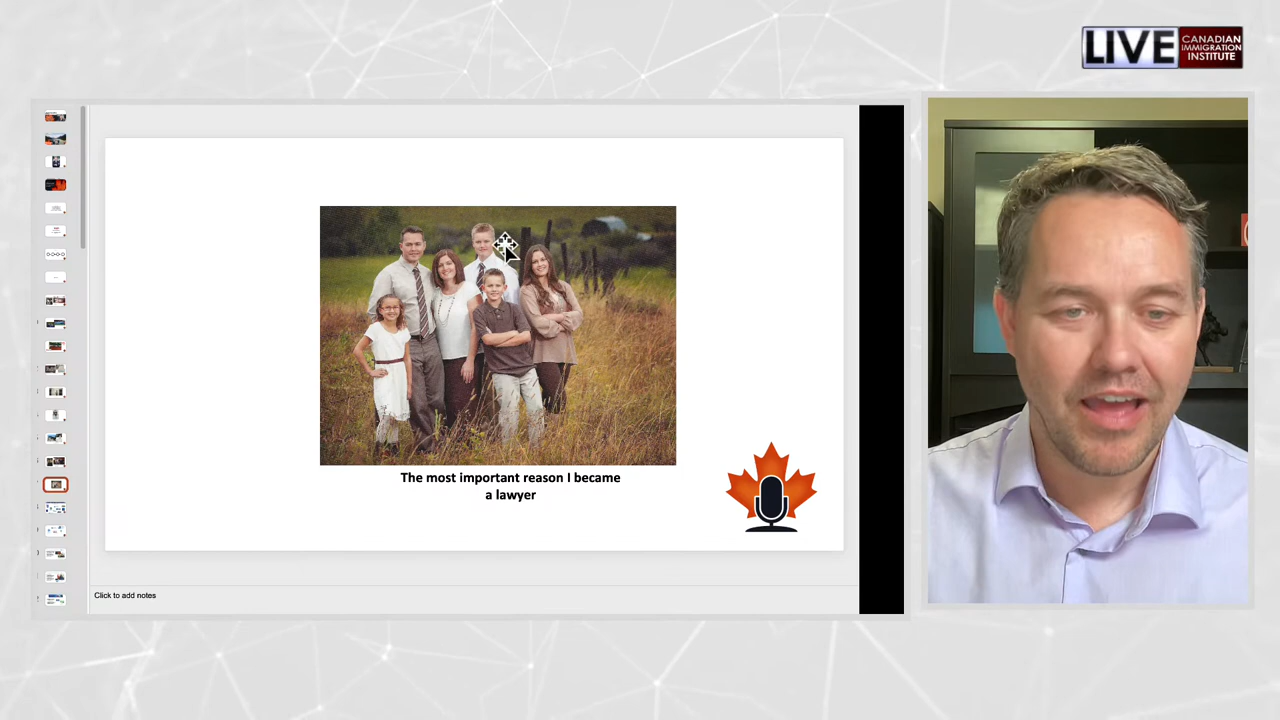 LIVE
CANADIAN
IMMIGRATION
INSTITUTE
The most important reason I became
a lawyer
Click to add notes